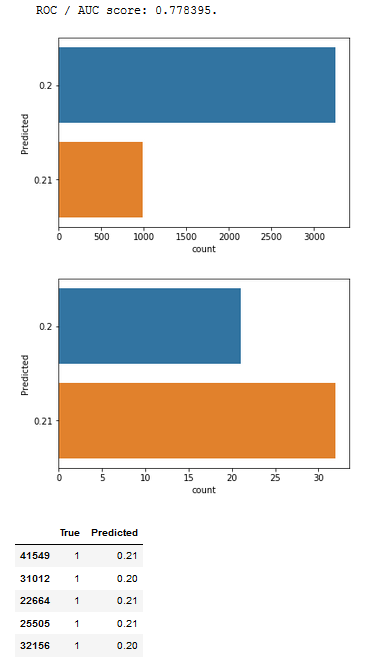 ROC / AUC score: 0.778395.
Predicted
0.2
0.21
0 500 1000 1500 2000 2500 3000
count
Predicted
0.2
0.21
0 5 10 15 20 25 30
count
True Predicted
41549 1 0.21
31012 1 0.20
22664 1 0.21
25505 1 0.21
32156 1 0.20